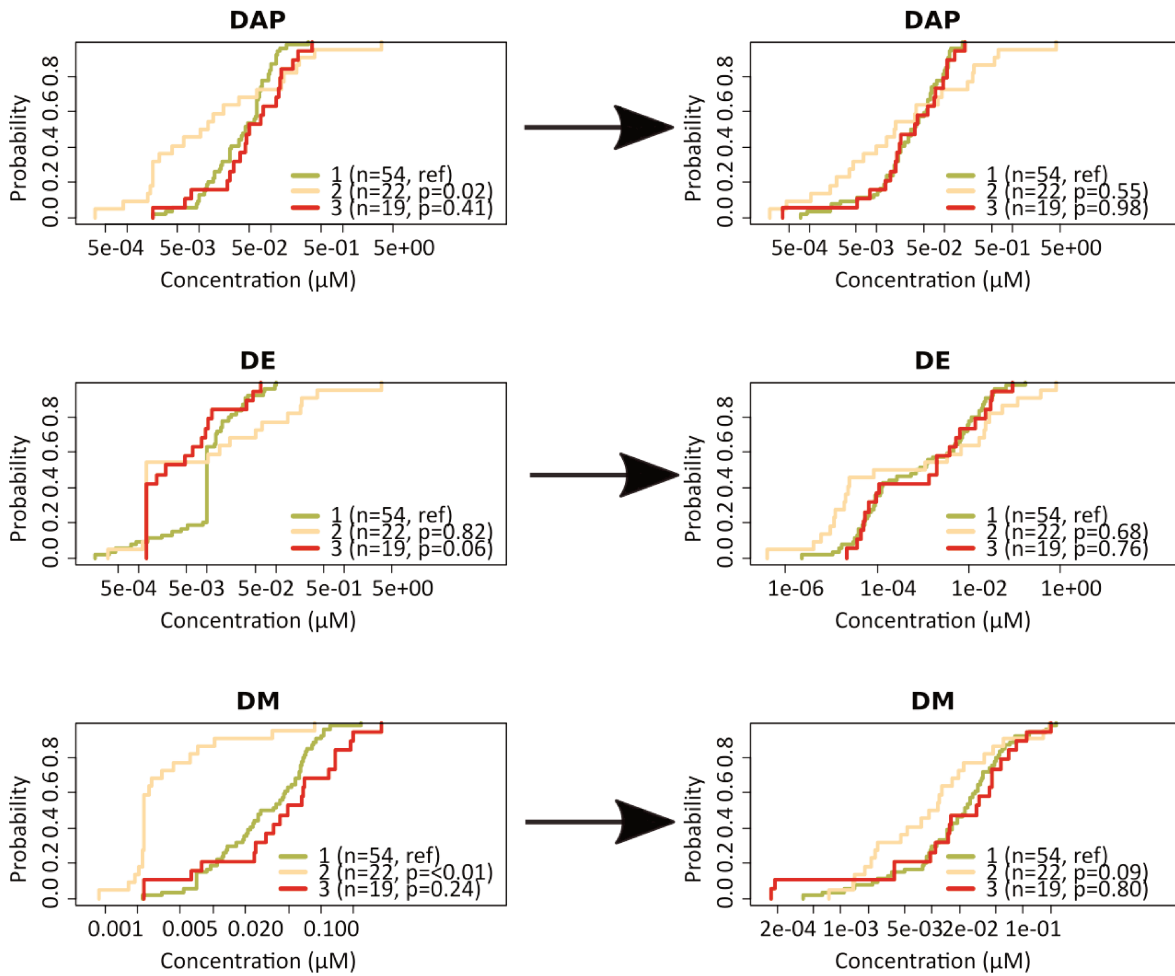 DAP
Probability
0.0 0.2 0.4 0.6 0.8
1 (n=54, ref)
2 (n=22, p=0.02)
3 (n=19, p=0.41)
5e-04 5e-03 5e-02 5e-01 5e+00
Concentration (µM)
DAP
Probability
0.0 0.2 0.4 0.6 0.8
1 (n=54, ref)
2 (n=22, p=0.55)
3 (n=19, p=0.98)
5e-04 5e-03 5e-02 5e-01 5e+00
Concentration (µM)
DE
Probability
0.0 0.2 0.4 0.6 0.8
1 (n=54, ref)
2 (n=22, p=0.82)
3 (n=19, p=0.06)
5e-04 5e-03 5e-02 5e-01 5e+00
Concentration (µM)
DE
Probability
0.0 0.2 0.4 0.6 0.8
1 (n=54, ref)
2 (n=22, p=0.68)
3 (n=19, p=0.76)
1e-06 1e-04 1e-02 1e+00
Concentration (µM)
DM
Probability
0.0 0.2 0.4 0.6 0.8
1 (n=54, ref)
2 (n=22, p=<0.01)
3 (n=19, p=0.24)
0.001 0.005 0.020 0.100
Concentration (µM)
DM
Probability
0.0 0.2 0.4 0.6 0.8
1 (n=54, ref)
2 (n=22, p=0.09)
3 (n=19, p=0.80)
2e-04 1e-03 5e-032e-02 1e-01
Concentration (µM)